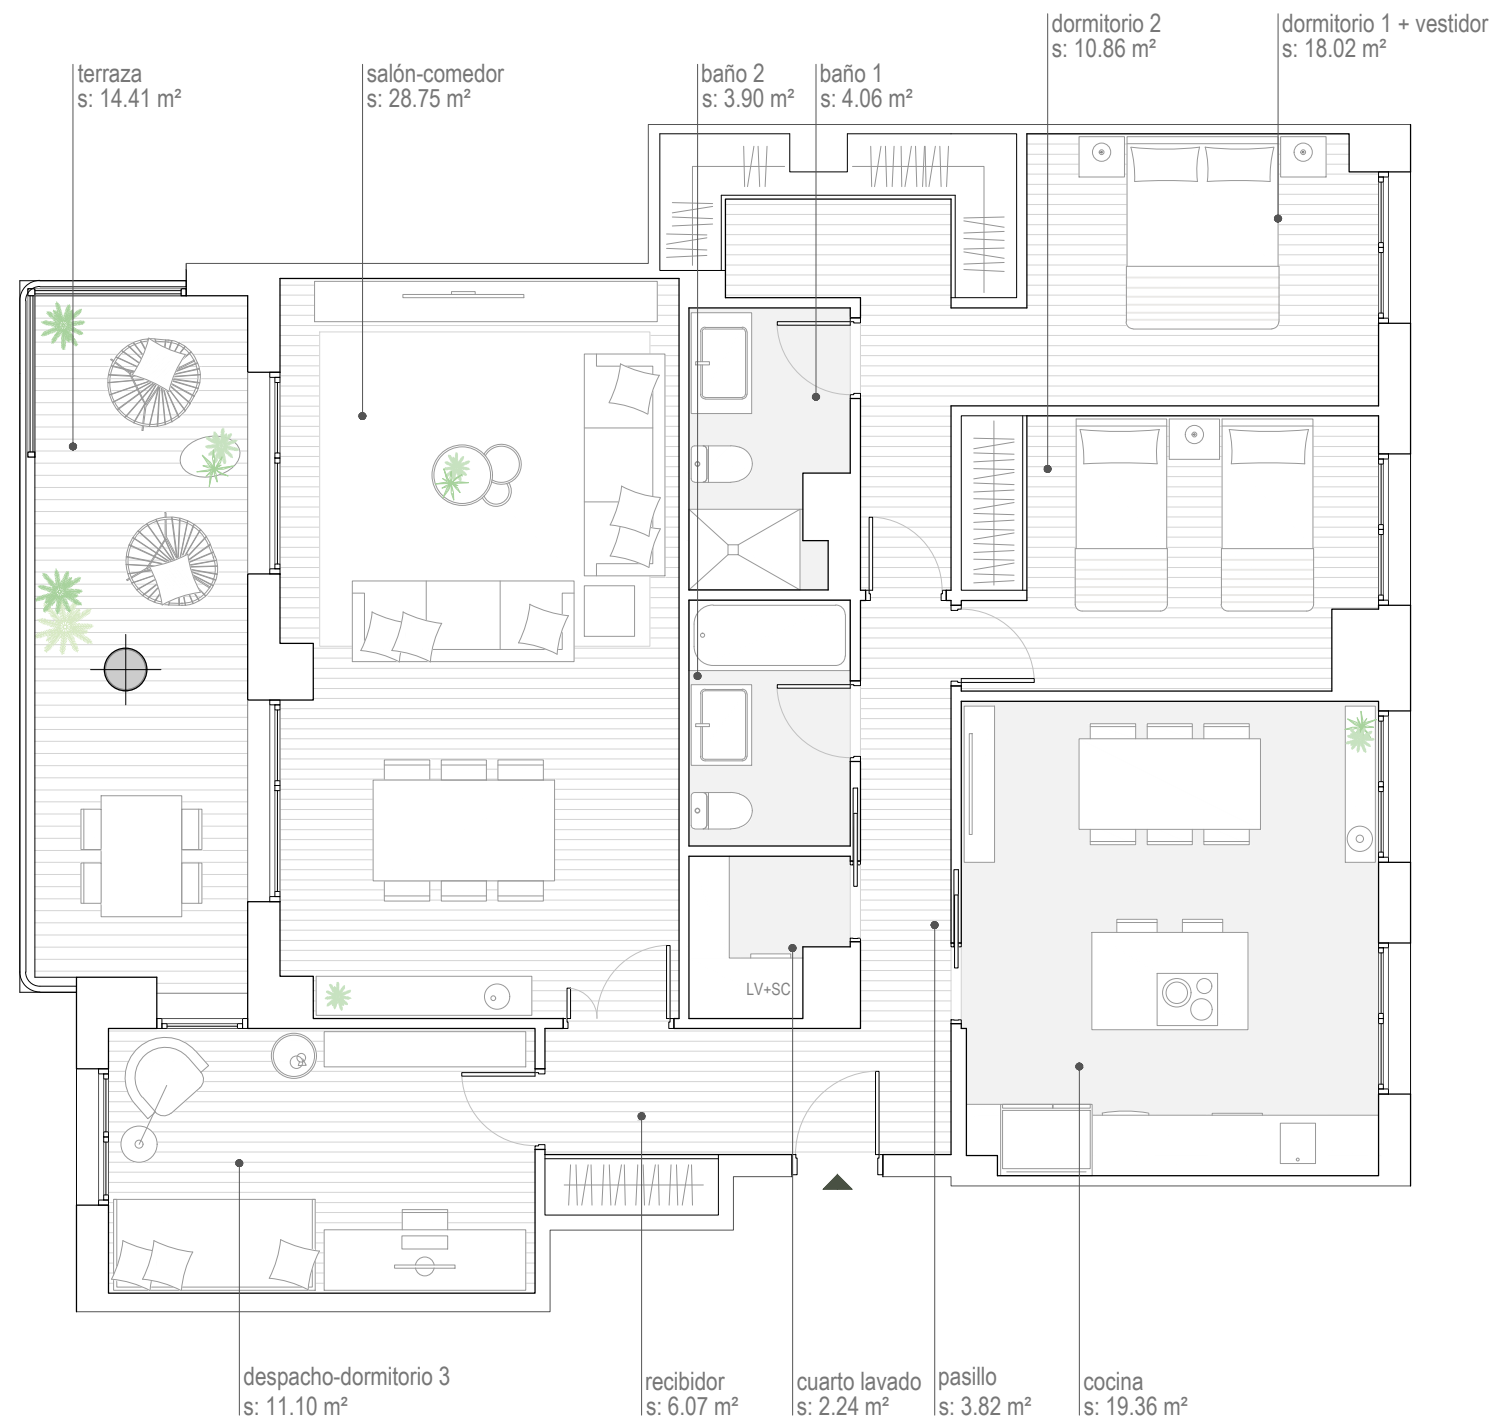 dormitorio 2
s: 10.86 m²
dormitorio 1 + vestidor
s: 18.02 m²
terraza
s: 14.41 m²
salón-comedor
s: 28.75 m²
baño 2
s: 3.90 m²
baño 1
s: 4.06 m²
LV+SC
despacho-dormitorio 3
s: 11.10 m²
recibidor
s: 6.07 m²
cuarto lavado
s: 2.24 m²
pasillo
s: 3.82 m²
cocina
s: 19.36 m²